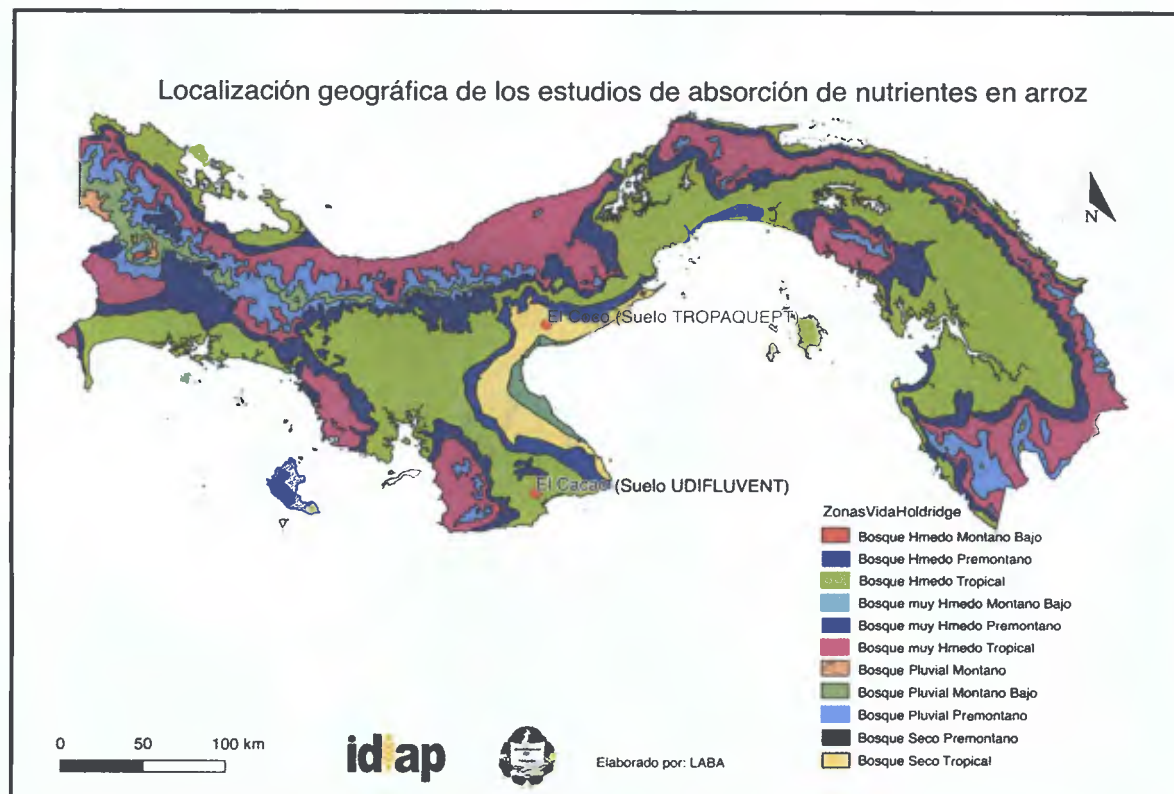 Localización geográfica de los estudios de absorción de nutrientes en arroz
N
El Coco (Suelo TROPAQUEPT)
El Cacao (Suelo UDIFLUVENT)
ZonasVidaHoldridge
Bosque Hmedo Montano Bajo
Bosque Hmedo Premontano
Bosque Hmedo Tropical
Bosque muy Hmedo Montano Bajo
Bosque muy Hmedo Premontano
Bosque muy Hmedo Tropical
Bosque Pluvial Montano
Bosque Pluvial Montano Bajo
Bosque Pluvial Premontano
Bosque Seco Premontano
Bosque Seco Tropical
0 50 100 km
idiap
Elaborado por: LABA